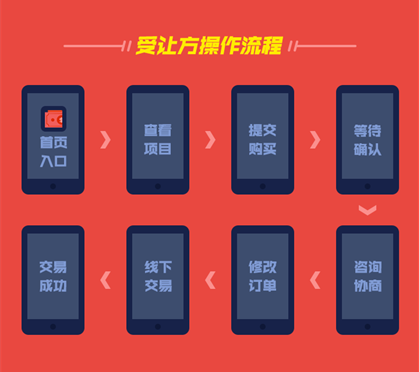 受让方操作流程
首页
入口
查看
项目
提交
购买
等待
确认
咨询
协商
修改
订单
线下
交易
交易
成功